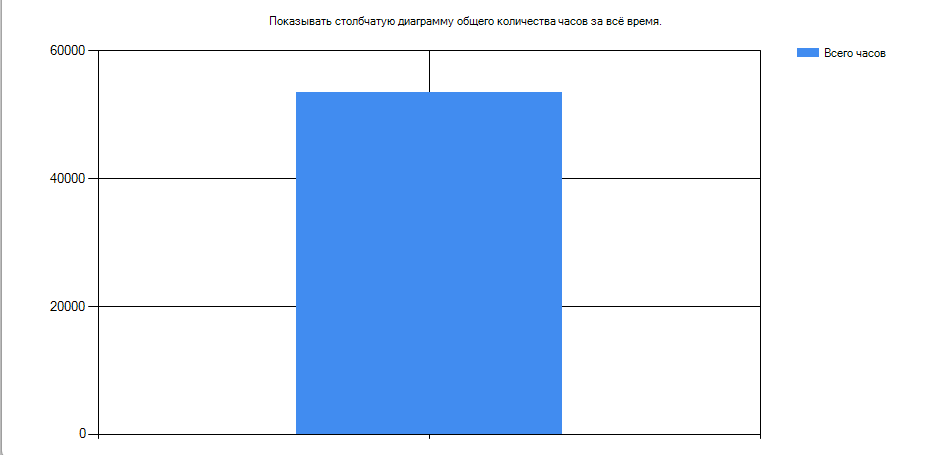 Показывать столбчатую диаграмму общего количества часов за всё время.
Всего часов
60000
40000
20000
0